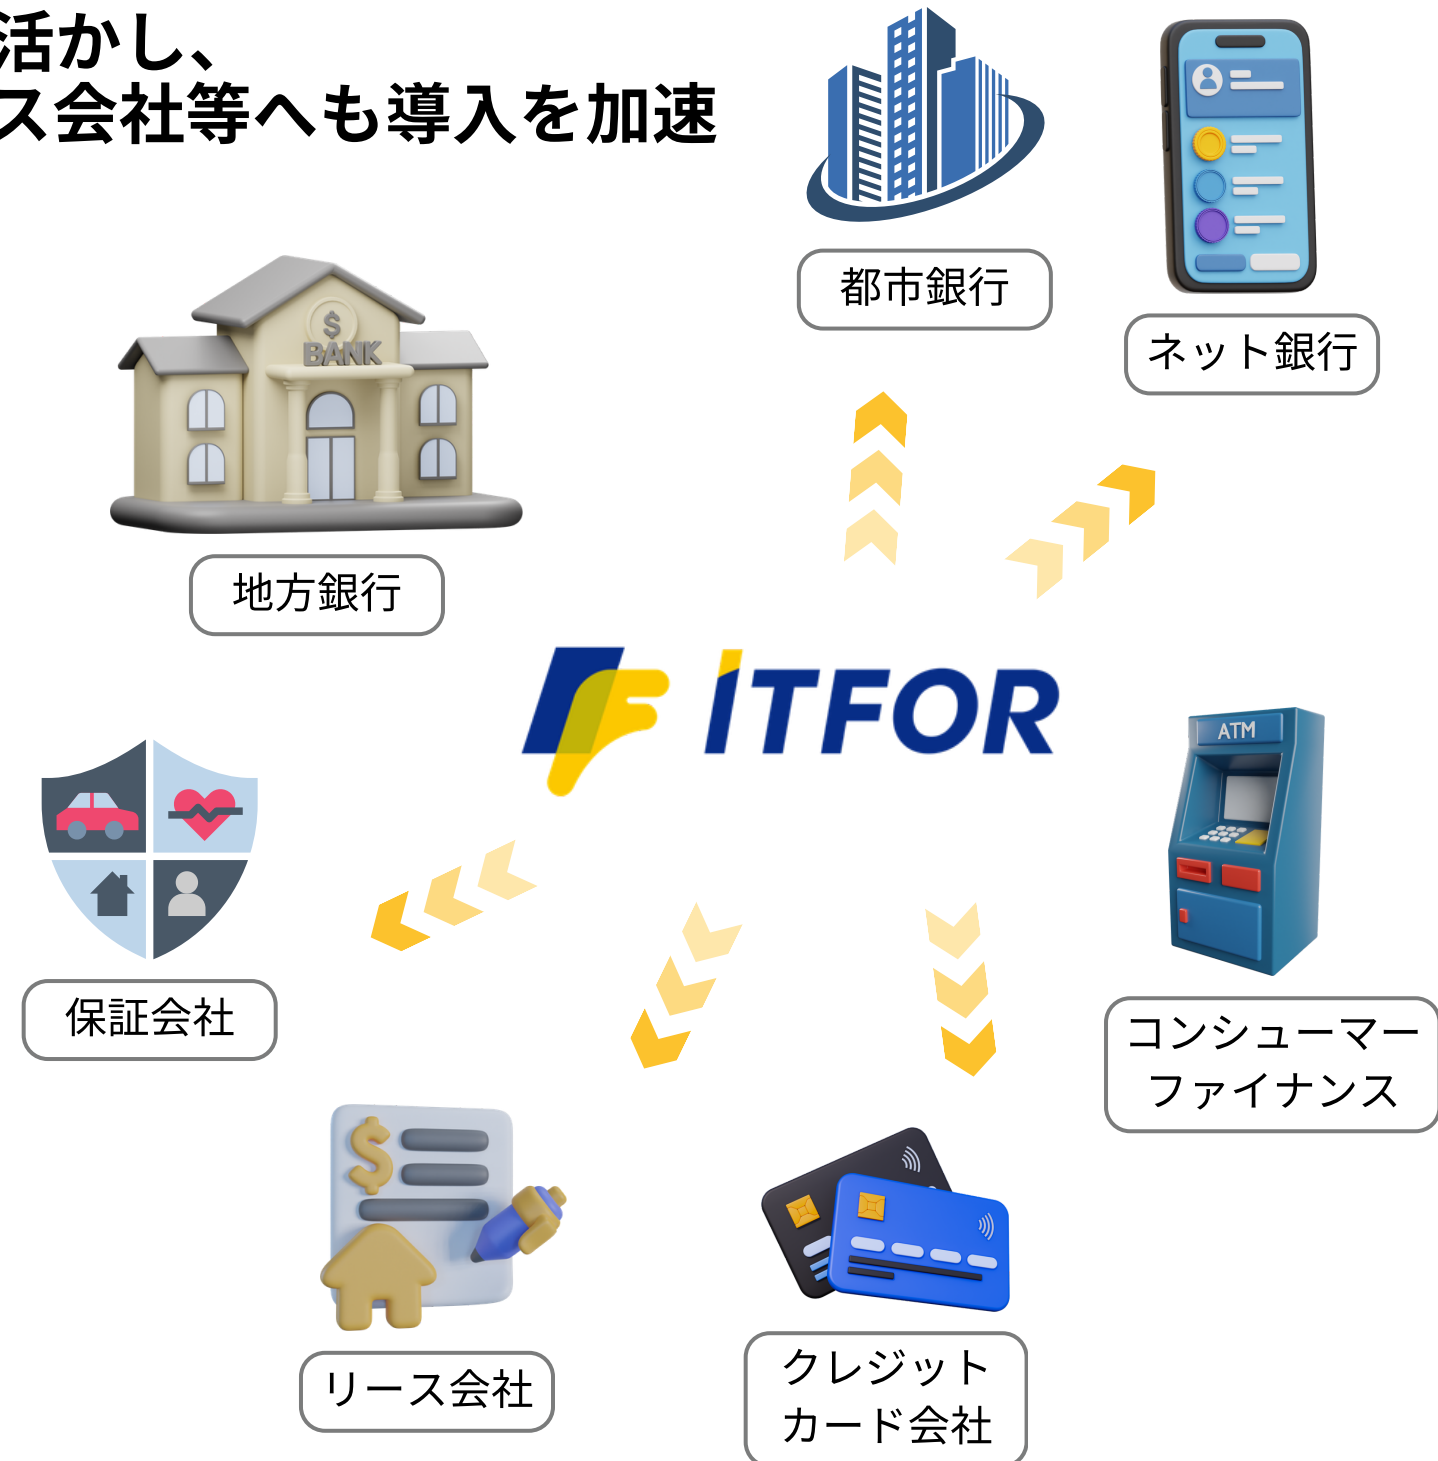 活かし、
ス会社等へも導入を加速
都市銀行
ネット銀行
$
BANK
地方銀行
ITFOR
ATM
保証会社
コンシューマー
ファイナンス
$
リース会社
クレジット
カード会社